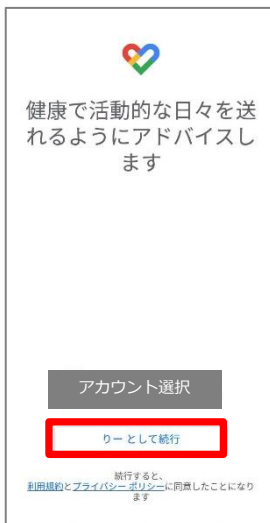 健康で活動的な日々を送
れるようにアドバイスし
ます
アカウント選択
りー として続行
続行すると、
利用規約とプライバシー ポリシーに同意したことになり
ます